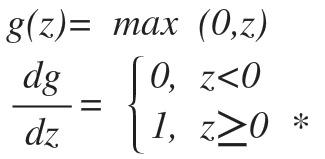 g(z)= max (0,z)
dg/dz = { 0, z<0
1, z≥0 *